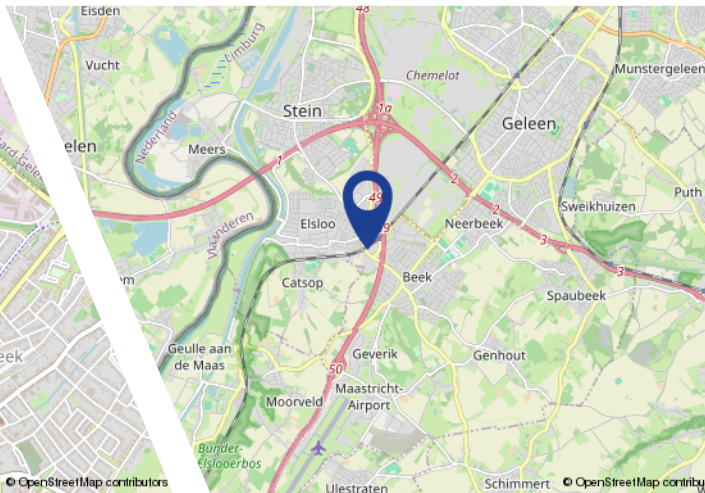 Eisden
48
Limburg
Vucht
Chemelot
Munstergeleen
Stein
1a
Geleen
Nederland
elen
Meers
1
2
2
49
Puth
Sweikhuizen
Vlaanderen
Elsloo
Neerbeek
3
3
Beek
Catsop
Spaubeek
Geulle aan
de Maas
Geverik
Genhout
eek
50
Maastricht-
Airport
Moorveld
Bunder-
Elslooerbos
© OpenStreetMap contributors
© OpenStreetMap contribu
Ulestraten
Schimmert